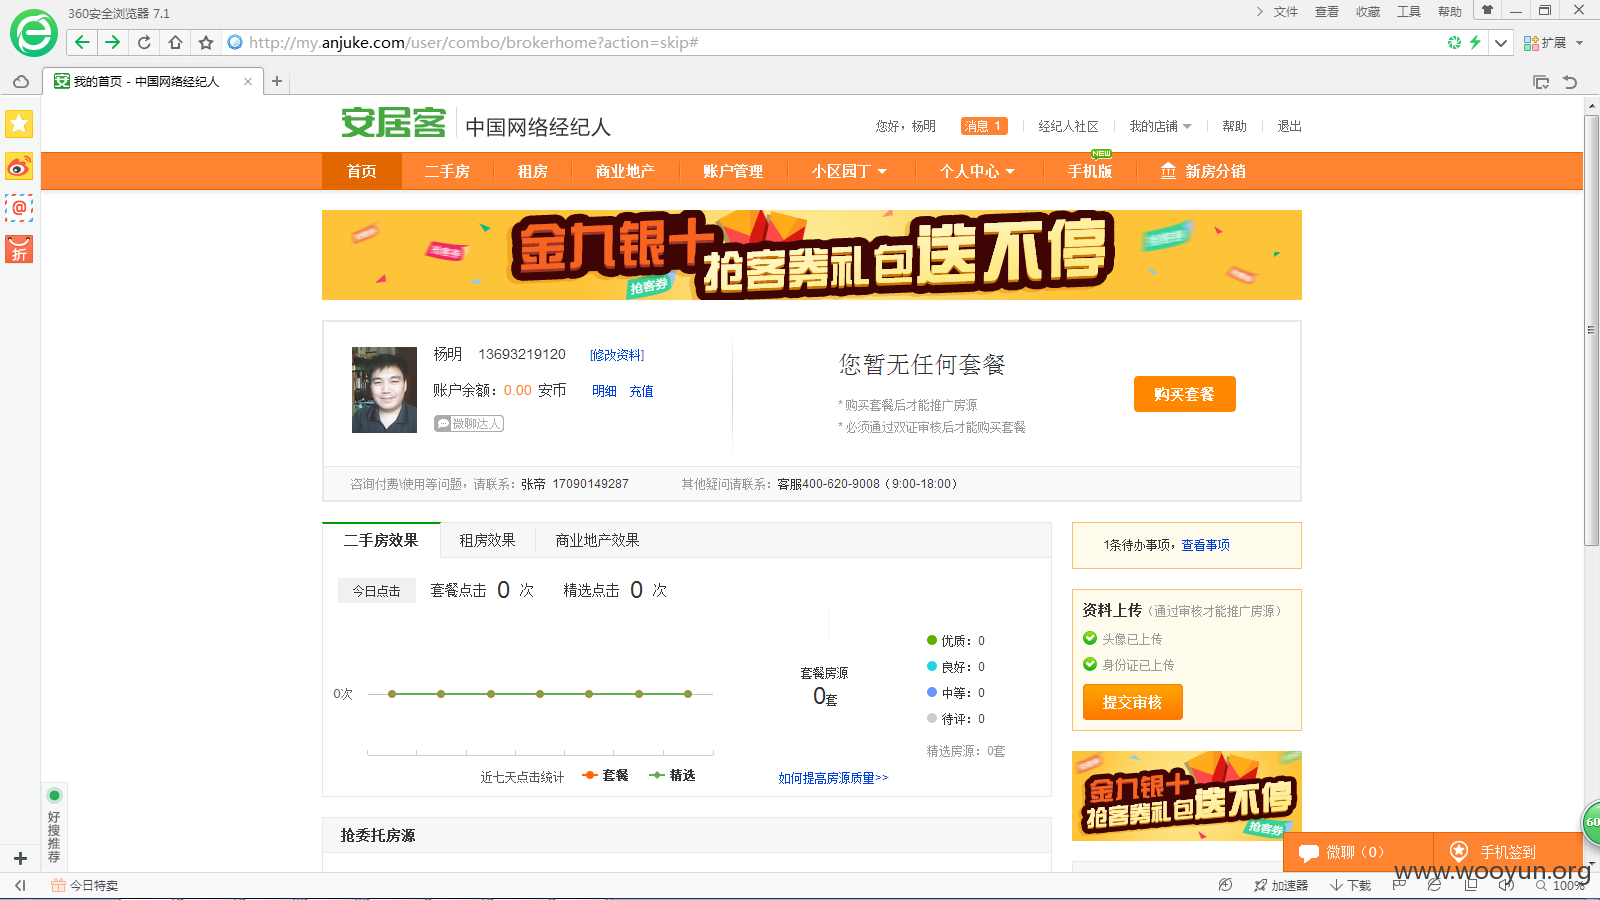 360安全浏览器 7.1
文件 查看 收藏 工具 帮助
http://my.anjuke.com/user/combo/brokerhome?action=skip#
扩展
安 我的首页 - 中国网络经纪人
安居客 中国网络经纪人
您好，杨明 消息 1 经纪人社区 我的店铺 帮助 退出
首页 二手房 租房 商业地产 账户管理 小区园丁 个人中心 手机版 NEW 新房分销
@
折
金九银十
抢客券礼包送不停
抢客券
杨明 13693219120 [修改资料]
账户余额：0.00 安币 明细 充值
微聊达人
您暂无任何套餐
* 购买套餐后才能推广房源
* 必须通过双证审核后才能购买套餐
购买套餐
咨询付费\使用等问题，请联系：张帝 17090149287 其他疑问请联系：客服400-620-9008（9:00-18:00）
二手房效果 租房效果 商业地产效果
今日点击 套餐点击 0 次 精选点击 0 次
0次
近七天点击统计 套餐 精选
套餐房源
0套
如何提高房源质量>>
优质：0
良好：0
中等：0
待评：0
精选房源：0套
1条待办事项，查看事项
资料上传（通过审核才能推广房源）
头像已上传
身份证已上传
提交审核
金九银十
抢客券礼包送不停
抢客券
抢委托房源
好搜推荐
60
微聊（0） 手机签到
www.wooyun.org
今日特卖 加速器 下载 100%